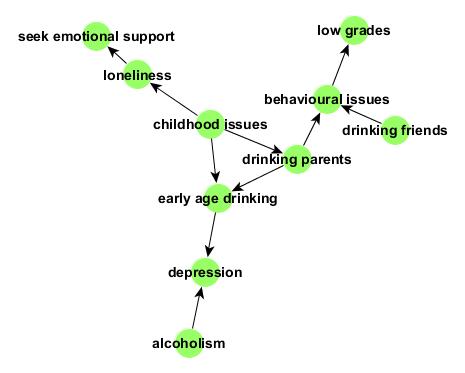 low grades
seek emotional support
loneliness
behavioural issues
childhood issues
drinking friends
drinking parents
early age drinking
depression
alcoholism